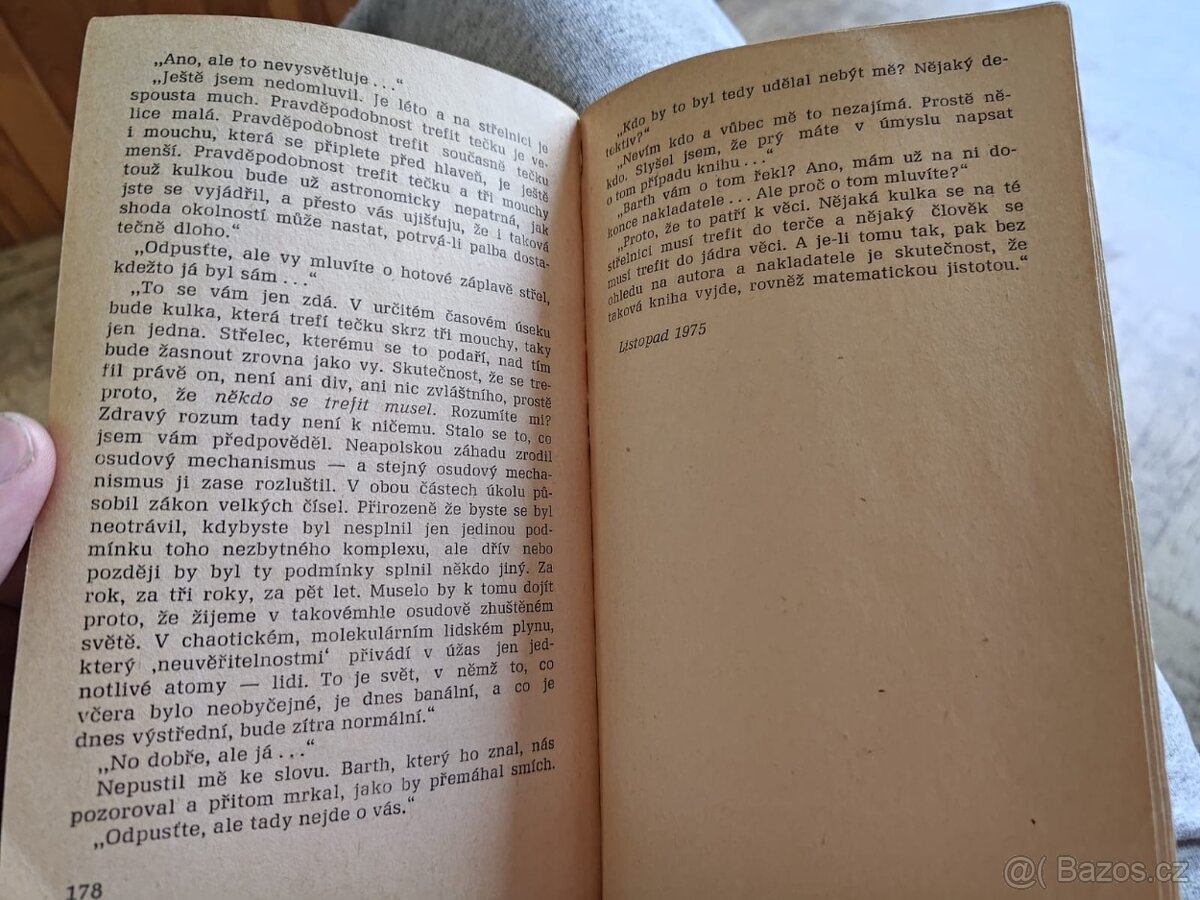 „Ano, ale to nevysvětluje . . .“
„Ještě jsem nedomluvil. Je léto a na střelnici je
spousta much. Pravděpodobnost trefit tečku je ve-
lice malá. Pravděpodobnost trefit současně tečku
i mouchu, která se připlete před hlaveň, je ještě
menší. Pravděpodobnost trefit tečku a tři mouchy
touž kulkou bude už astronomicky nepatrná, jak
jste se vyjádřil, a přesto vás ujišťuju, že i taková
shoda okolností může nastat, potrvá-li palba dosta-
tečně dloho.“
„Odpusťte, ale vy mluvíte o hotové záplavě střel,
kdežto já byl sám . . .“
„To se vám jen zdá. V určitém časovém úseku
bude kulka, která trefí tečku skrz tři mouchy, taky
jen jedna. Střelec, kterému se to podaří, nad tím
bude žasnout zrovna jako vy. Skutečnost, že se tre-
fil právě on, není ani div, ani nic zvláštního, prostě
proto, že někdo se trejit musel. Rozumíte mi?
Zdravý rozum tady není k ničemu. Stalo se to, co
jsem vám předpověděl. Neapolskou záhadu zrodil
osudový mechanismus — a stejný osudový mecha-
nismus ji zase rozluštil. V obou částech úkolu pů-
sobil zákon velkých čísel. Přirozeně že byste se byl
neotrávil, kdybyste byl nesplnil jen jedinou pod-
mínku toho nezbytného komplexu, ale dřív nebo
později by byl ty podmínky splnil někdo jiný. Za
rok, za tři roky, za pět let. Muselo by k tomu dojít
proto, že žijeme v takovémhle osudově zhuštěném
světě. V chaotickém, molekulárním lidském plynu,
který ‚neuvěřitelnostmi‘ přivádí v úžas jen jed-
notlivé atomy — lidi. To je svět, v němž to, co
včera bylo neobyčejné, je dnes banální, a co je
dnes výstřední, bude zítra normální.“
„No dobře, ale já . . .“
Nepustil mě ke slovu. Barth, který ho znal, nás
pozoroval a přitom mrkal, jako by přemáhal smích.
„Odpusťte, ale tady nejde o vás.“
178
„Kdo by to byl tedy udělal nebýt mě? Nějaký de-
tektiv?“
„Nevím kdo a vůbec mě to nezajímá. Prostě ně-
kdo. Slyšel jsem, že prý máte v úmyslu napsat
o tom případu knihu . . .“
„Barth vám o tom řekl? Ano, mám už na ni do-
konce nakladatele . . . Ale proč o tom mluvíte?“
„Proto, že to patří k věci. Nějaká kulka se na té
střelnici musí trefit do terče a nějaký člověk se
musí trefit do jádra věci. A je-li tomu tak, pak bez
ohledu na autora a nakladatele je skutečnost, že
taková kniha vyjde, rovněž matematickou jistotou.“
Listopad 1975
@( Bazos.cz